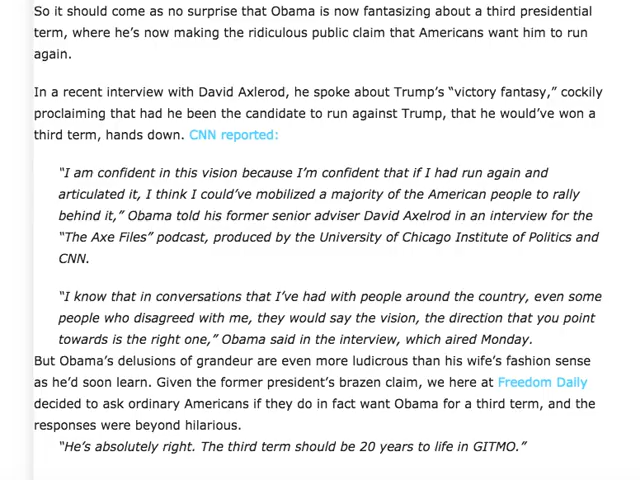 So it should come as no surprise that Obama is now fantasizing about a third presidential
term, where he’s now making the ridiculous public claim that Americans want him to run
again.
In a recent interview with David Axlerod, he spoke about Trump’s “victory fantasy,” cockily
proclaiming that had he been the candidate to run against Trump, that he would’ve won a
third term, hands down. CNN reported:
“I am confident in this vision because I’m confident that if I had run again and
articulated it, I think I could’ve mobilized a majority of the American people to rally
behind it,” Obama told his former senior adviser David Axelrod in an interview for the
“The Axe Files” podcast, produced by the University of Chicago Institute of Politics and
CNN.
“I know that in conversations that I’ve had with people around the country, even some
people who disagreed with me, they would say the vision, the direction that you point
towards is the right one,” Obama said in the interview, which aired Monday.
But Obama’s delusions of grandeur are even more ludicrous than his wife’s fashion sense
as he’d soon learn. Given the former president’s brazen claim, we here at Freedom Daily
decided to ask ordinary Americans if they do in fact want Obama for a third term, and the
responses were beyond hilarious.
“He’s absolutely right. The third term should be 20 years to life in GITMO.”